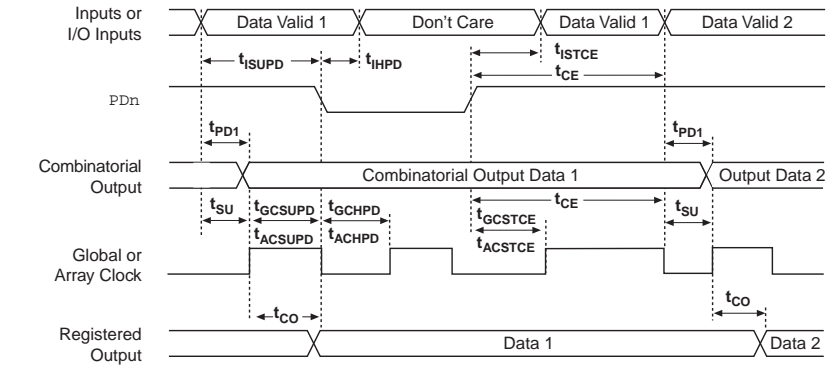 Inputs or
I/O Inputs
Data Valid 1
Don't Care
Data Valid 1
Data Valid 2
tISUPD
tIHPD
tISTCE
tCE
PDn
tPD1
tPD1
Combinatorial
Output
Combinatorial Output Data 1
Output Data 2
tSU
tGCSUPD
tACSUPD
tGCHPD
tACHPD
tCE
tGCSTCE
tACSTCE
tSU
Global or
Array Clock
tCO
tCO
Registered
Output
Data 1
Data 2